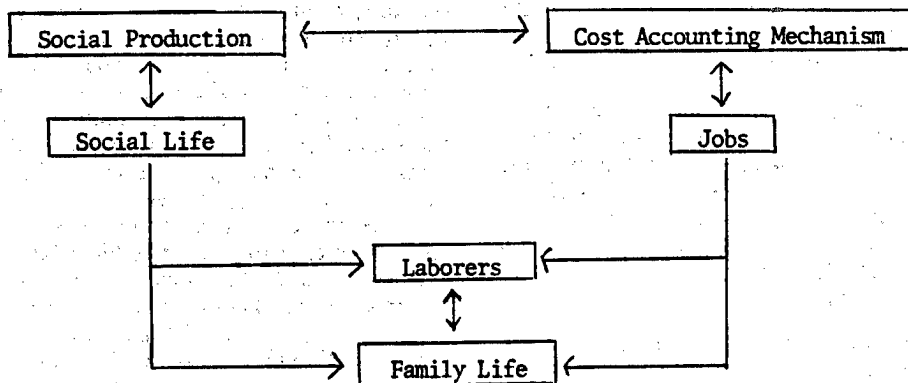 Social Production
Cost Accounting Mechanism
Social Life
Jobs
Laborers
Family Life